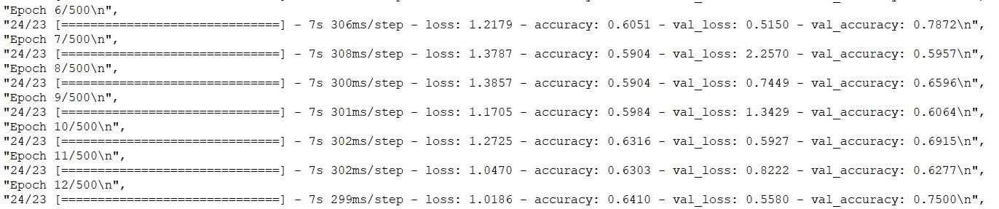 "Epoch 6/500\n",
"24/23 [==============================] - 7s 306ms/step - loss: 1.2179 - accuracy: 0.6051 - val_loss: 0.5150 - val_accuracy: 0.7872\n",
"Epoch 7/500\n",
"24/23 [==============================] - 7s 308ms/step - loss: 1.3787 - accuracy: 0.5904 - val_loss: 2.2570 - val_accuracy: 0.5957\n",
"Epoch 8/500\n",
"24/23 [==============================] - 7s 300ms/step - loss: 1.3857 - accuracy: 0.5904 - val_loss: 0.7449 - val_accuracy: 0.6596\n",
"Epoch 9/500\n",
"24/23 [==============================] - 7s 301ms/step - loss: 1.1705 - accuracy: 0.5984 - val_loss: 1.3429 - val_accuracy: 0.6064\n",
"Epoch 10/500\n",
"24/23 [==============================] - 7s 302ms/step - loss: 1.2725 - accuracy: 0.6316 - val_loss: 0.5927 - val_accuracy: 0.6915\n",
"Epoch 11/500\n",
"24/23 [==============================] - 7s 302ms/step - loss: 1.0470 - accuracy: 0.6303 - val_loss: 0.8222 - val_accuracy: 0.6277\n",
"Epoch 12/500\n",
"24/23 [==============================] - 7s 299ms/step - loss: 1.0186 - accuracy: 0.6410 - val_loss: 0.5580 - val_accuracy: 0.7500\n",